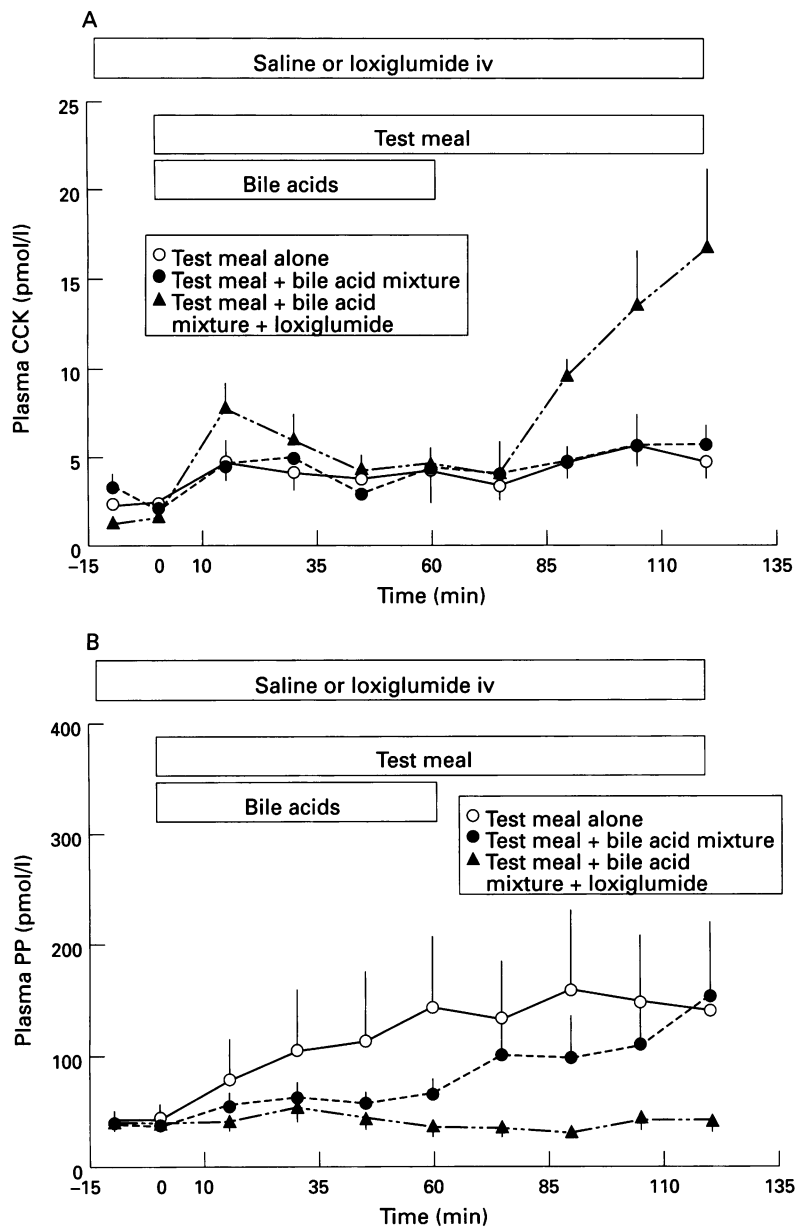 A
Saline or loxiglumide iv
25
Test meal
20
Bile acids
Test meal alone
Test meal + bile acid mixture
Test meal + bile acid
mixture + loxiglumide
15
10
5
0
Plasma CCK (pmol/l)
–15 0 10 35 60 85 110 135
Time (min)
B
Saline or loxiglumide iv
400
Test meal
Bile acids
300
Test meal alone
Test meal + bile acid mixture
Test meal + bile acid
mixture + loxiglumide
200
100
0
Plasma PP (pmol/l)
–15 0 10 35 60 85 110 135
Time (min)